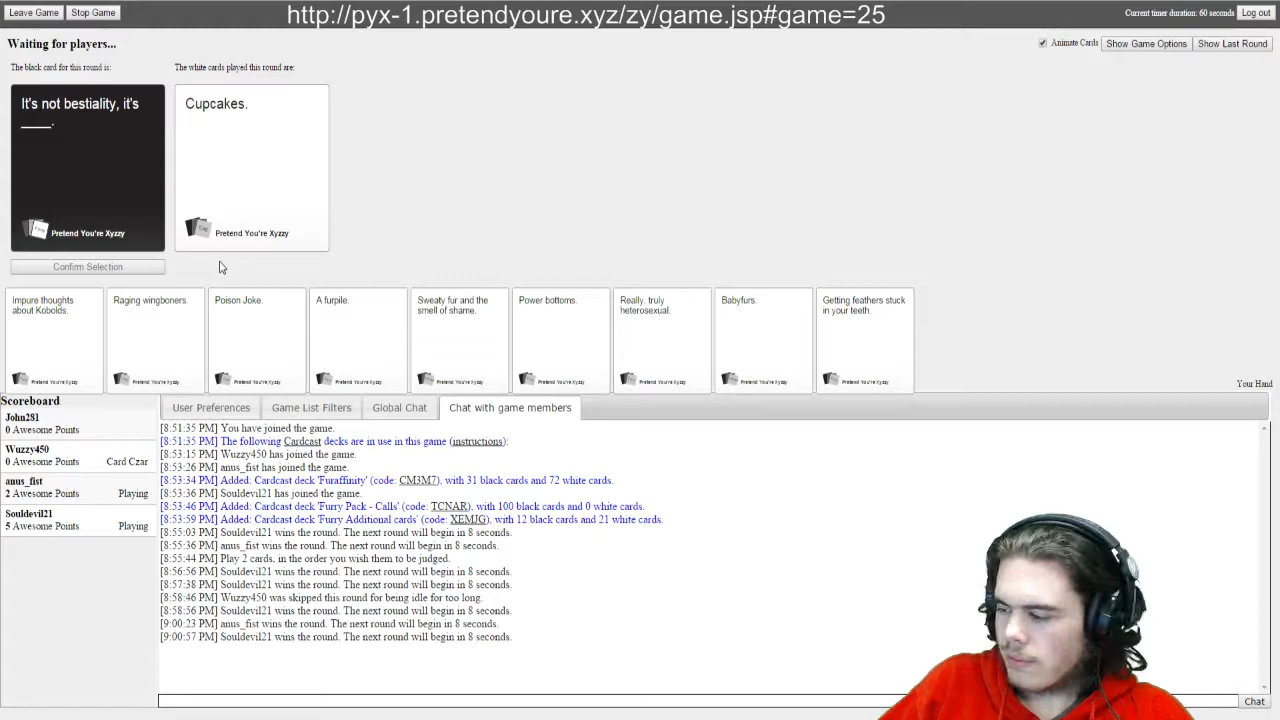 http://pyx-1.pretendyoure.xyz/zy/game.jsp#game=25
Leave Game
Stop Game
Current timer duration: 60 seconds
Log out
Waiting for players...
Animate Cards
Show Game Options
Show Last Round
The black card for this round is:
The white cards played this round are:
It's not bestiality, it's
____.
Pretend You're Xyzzy
Cupcakes.
Pretend You're Xyzzy
Confirm Selection
Impure thoughts
about Kobolds.
Pretend You're Xyzzy
Raging wingboners.
Pretend You're Xyzzy
Poison Joke.
Pretend You're Xyzzy
A furpile.
Pretend You're Xyzzy
Sweaty fur and the
smell of shame.
Pretend You're Xyzzy
Power bottoms.
Pretend You're Xyzzy
Really, truly
heterosexual.
Pretend You're Xyzzy
Babyfurs.
Pretend You're Xyzzy
Getting feathers stuck
in your teeth.
Pretend You're Xyzzy
Your Hand
Scoreboard
John281
0 Awesome Points
Wuzzy450
0 Awesome Points Card Czar
anus_fist
2 Awesome Points Playing
Souldevil21
5 Awesome Points Playing
User Preferences
Game List Filters
Global Chat
Chat with game members
[8:51:35 PM] You have joined the game.
[8:51:35 PM] The following Cardcast decks are in use in this game (instructions):
[8:53:15 PM] Wuzzy450 has joined the game.
[8:53:26 PM] anus_fist has joined the game.
[8:53:34 PM] Added: Cardcast deck 'Furaffinity' (code: CM3M7), with 31 black cards and 72 white cards.
[8:53:36 PM] Souldevil21 has joined the game.
[8:53:46 PM] Added: Cardcast deck 'Furry Pack - Calls' (code: TCNAR), with 100 black cards and 0 white cards.
[8:53:59 PM] Added: Cardcast deck 'Furry Additional cards' (code: XEMJG), with 12 black cards and 21 white cards.
[8:55:03 PM] Souldevil21 wins the round. The next round will begin in 8 seconds.
[8:55:36 PM] anus_fist wins the round. The next round will begin in 8 seconds.
[8:55:44 PM] Play 2 cards, in the order you wish them to be judged.
[8:56:56 PM] Souldevil21 wins the round. The next round will begin in 8 seconds.
[8:57:38 PM] Souldevil21 wins the round. The next round will begin in 8 seconds.
[8:58:46 PM] Wuzzy450 was skipped this round for being idle for too long.
[8:58:56 PM] Souldevil21 wins the round. The next round will begin in 8 seconds.
[9:00:23 PM] anus_fist wins the round. The next round will begin in 8 seconds.
[9:00:57 PM] Souldevil21 wins the round. The next round will begin in 8 seconds.
Chat